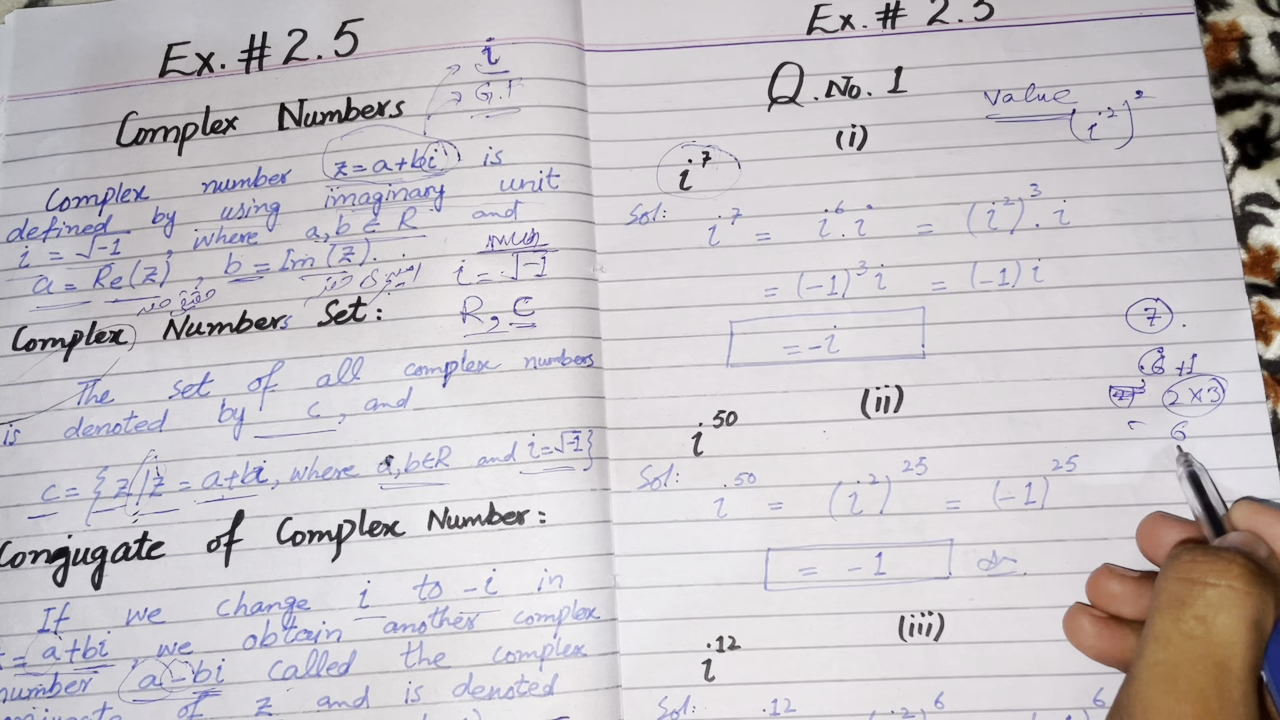 Ex. # 2.5
i
G.F
Complex Numbers
Complex number z = a+bi is
defined by using imaginary unit
i = √-1, where a,b ∈ R and
a = Re(z), b = Im(z).
i = √-1
Complex Numbers Set:
R, C
The set of all complex numbers
is denoted by C, and
C = { z | z = a+bi, where a,b∈R and i=√-1 }
Conjugate of Complex Number:
If we change i to -i in
z = a+bi we obtain another complex
number a-bi called the complex
of z and is denoted
Ex. # 2.5
Q. No. 1
Value
(i²)²
(i)
i⁷
Sol: i⁷ = i⁶.i = (i²)³.i
= (-1)³i = (-1)i
= -i
7
6+1
2×3
6
(ii)
i⁵⁰
Sol: i⁵⁰ = (i²)²⁵ = (-1)²⁵
= -1
(iii)
i¹²
Sol: